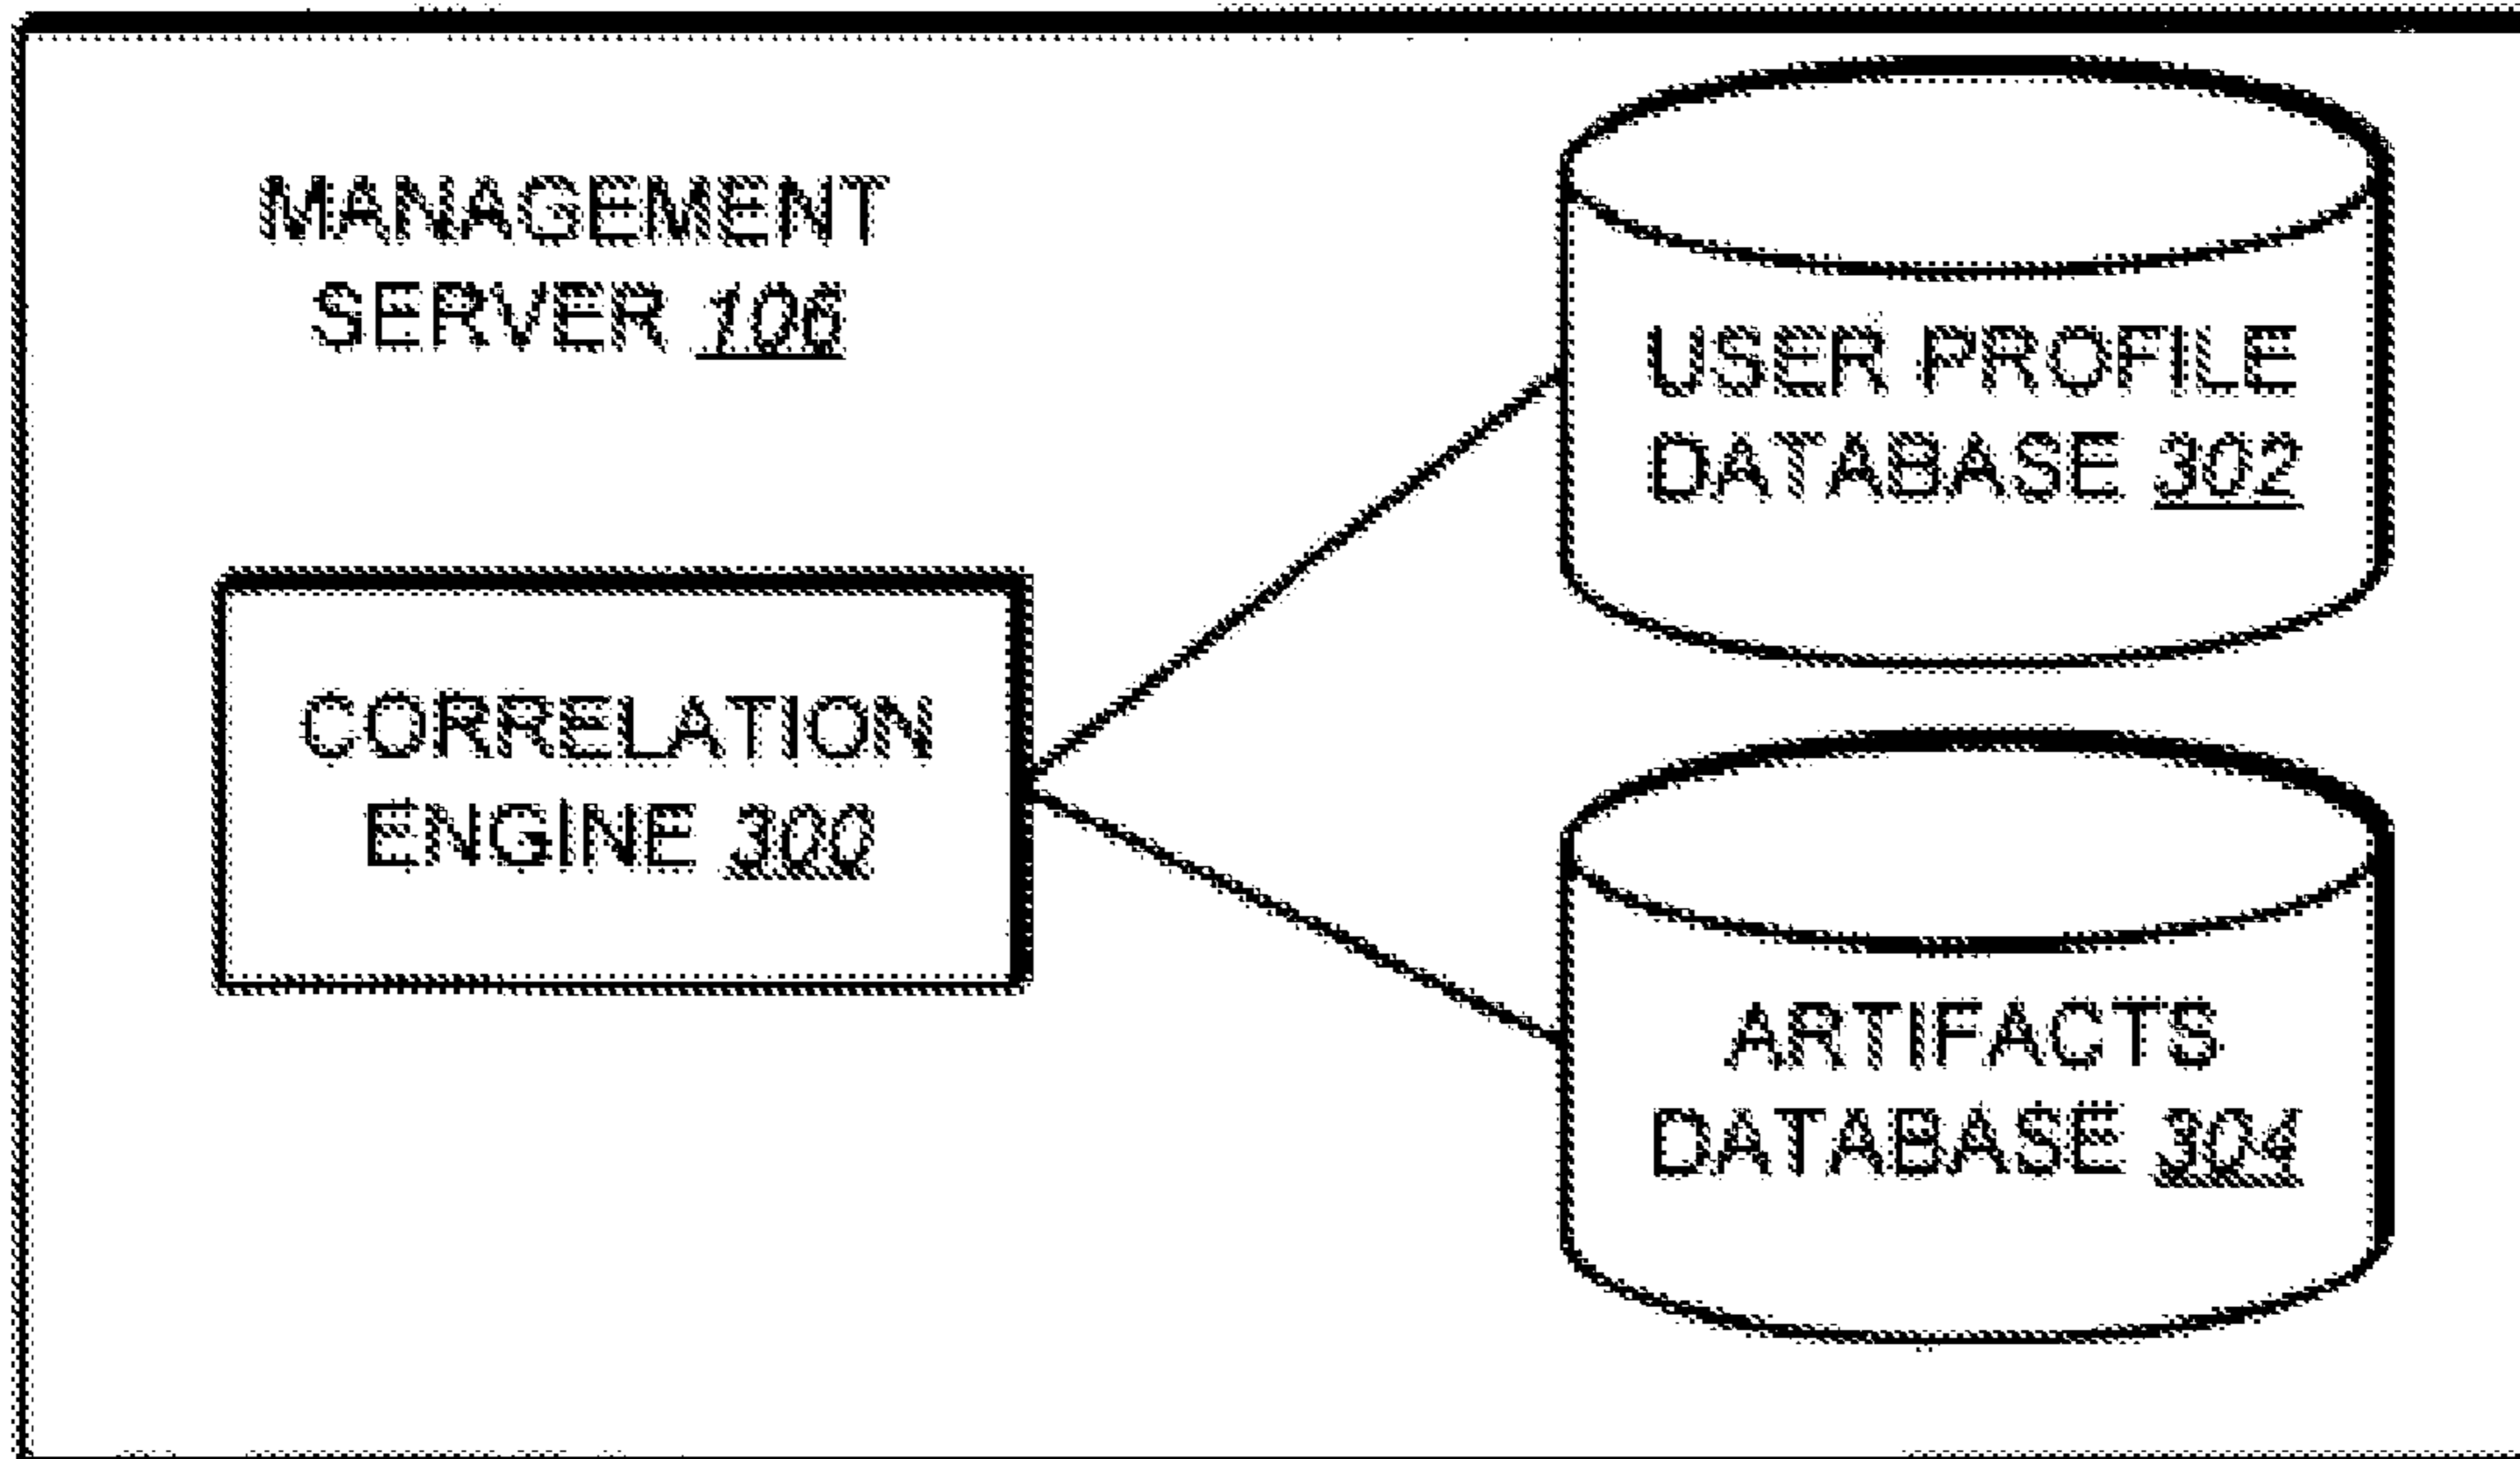 MANAGEMENT
SERVER 106
USER PROFILE
DATABASE 302
CORRELATION
ENGINE 300
ARTIFACTS
DATABASE 304